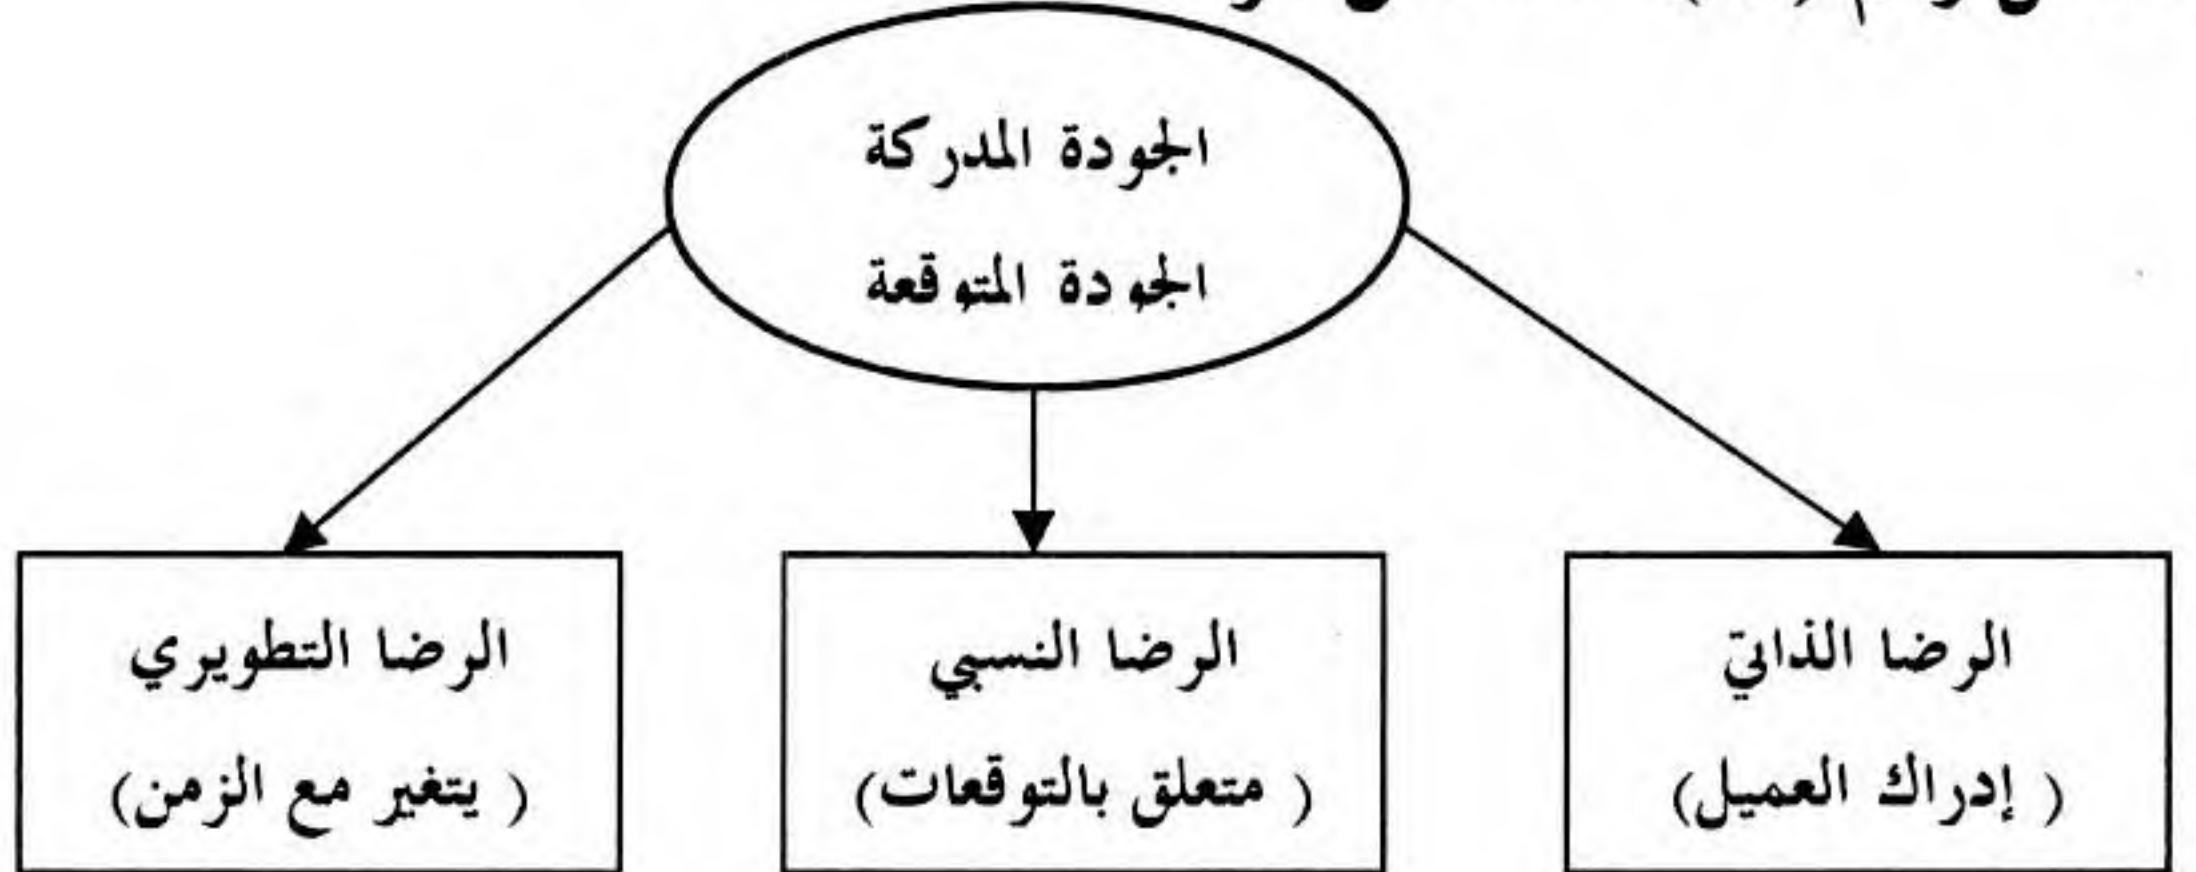 الجودة المدركة
الجودة المتوقعة
الرضا الذاتي
( إدراك العميل)
الرضا النسبي
( متعلق بالتوقعات)
الرضا التطويري
( يتغير مع الزمن)